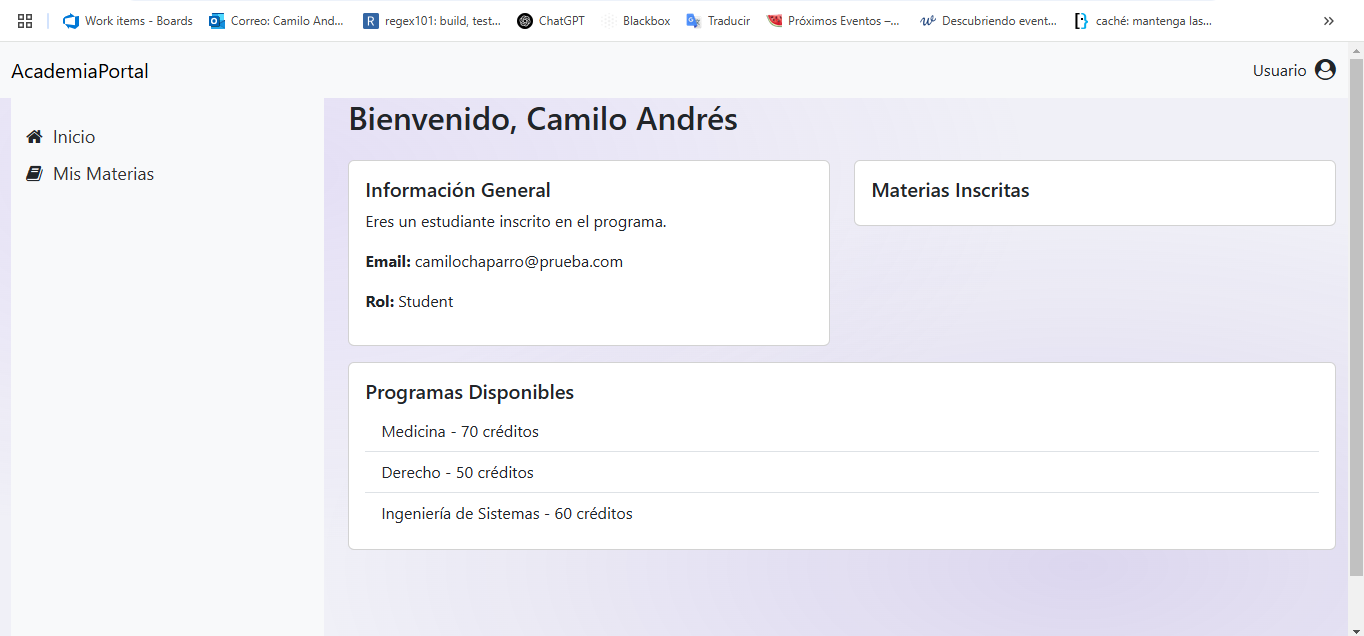 Work items - Boards
Correo: Camilo And...
regex101: build, test...
ChatGPT
Blackbox
Traducir
Próximos Eventos –...
Descubriendo event...
caché: mantenga las...
AcademiaPortal
Usuario
Inicio
Mis Materias
Bienvenido, Camilo Andrés
Información General
Eres un estudiante inscrito en el programa.
Email: camilochaparro@prueba.com
Rol: Student
Materias Inscritas
Programas Disponibles
Medicina - 70 créditos
Derecho - 50 créditos
Ingeniería de Sistemas - 60 créditos